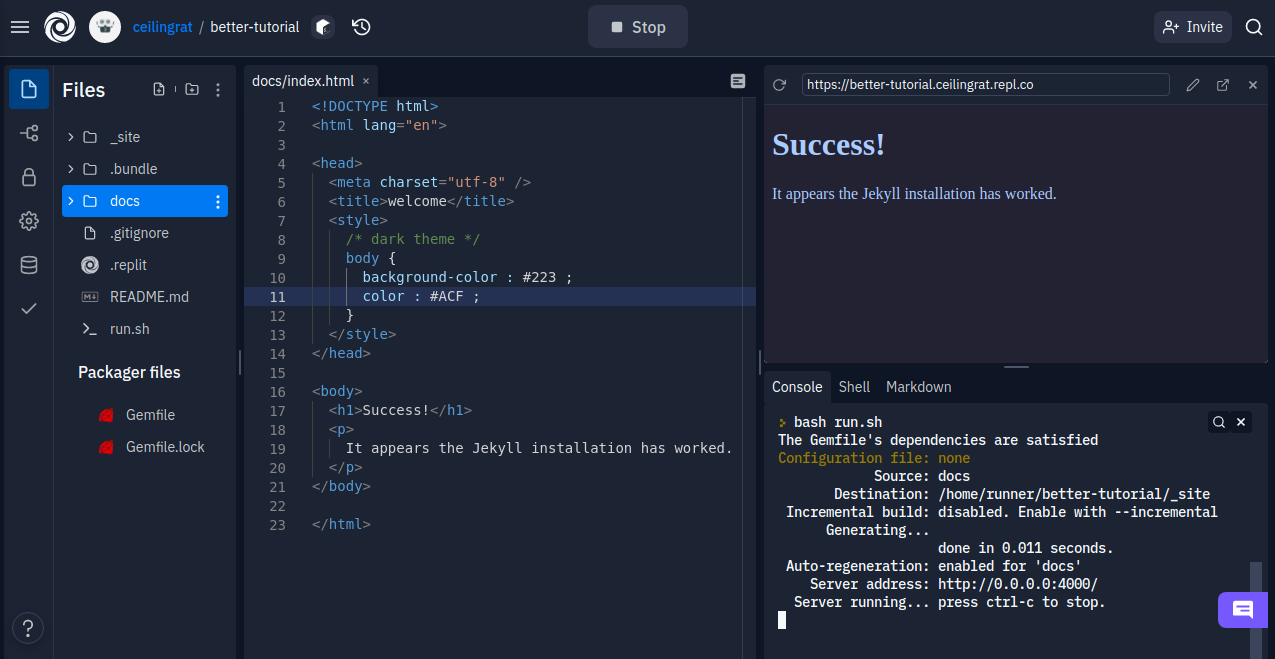 ceilingrat / better-tutorial
Stop
Invite
Files
_site
.bundle
docs
.gitignore
.replit
README.md
run.sh
Packager files
Gemfile
Gemfile.lock
?
docs/index.html ×
1 <!DOCTYPE html>
2 <html lang="en">
3
4 <head>
5 <meta charset="utf-8" />
6 <title>welcome</title>
7 <style>
8 /* dark theme */
9 body {
10 background-color : #223 ;
11 color : #ACF ;
12 }
13 </style>
14 </head>
15
16 <body>
17 <h1>Success!</h1>
18 <p>
19 It appears the Jekyll installation has worked.
20 </p>
21 </body>
22
23 </html>
https://better-tutorial.ceilingrat.repl.co
Success!
It appears the Jekyll installation has worked.
Console Shell Markdown
bash run.sh
The Gemfile's dependencies are satisfied
Configuration file: none
Source: docs
Destination: /home/runner/better-tutorial/_site
Incremental build: disabled. Enable with --incremental
Generating...
done in 0.011 seconds.
Auto-regeneration: enabled for 'docs'
Server address: http://0.0.0.0:4000/
Server running... press ctrl-c to stop.